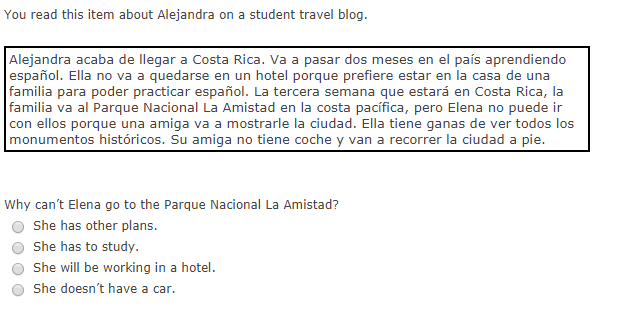 You read this item about Alejandra on a student travel blog.
Alejandra acaba de llegar a Costa Rica. Va a pasar dos meses en el país aprendiendo
español. Ella no va a quedarse en un hotel porque prefiere estar en la casa de una
familia para poder practicar español. La tercera semana que estará en Costa Rica, la
familia va al Parque Nacional La Amistad en la costa pacífica, pero Elena no puede ir
con ellos porque una amiga va a mostrarle la ciudad. Ella tiene ganas de ver todos los
monumentos históricos. Su amiga no tiene coche y van a recorrer la ciudad a pie.
Why can't Elena go to the Parque Nacional La Amistad?
She has other plans.
She has to study.
She will be working in a hotel.
She doesn't have a car.